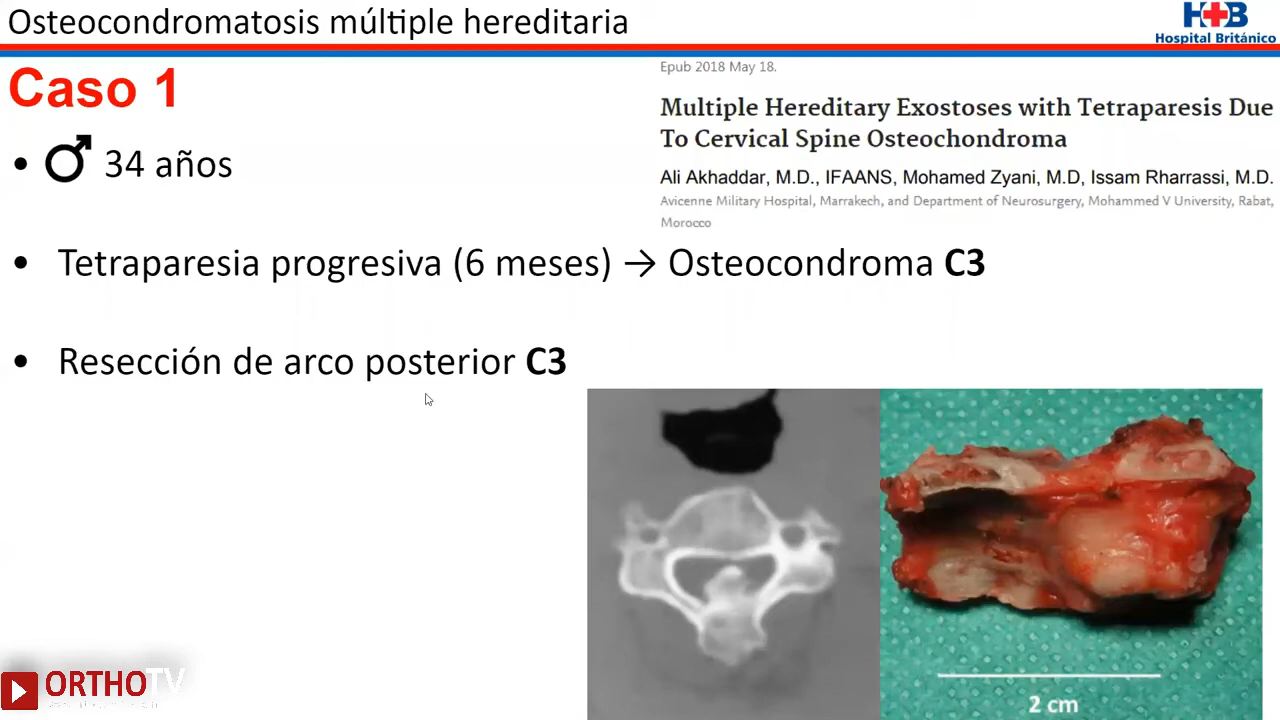 Osteocondromatosis múltiple hereditaria
HB
Hospital Británico
Caso 1
Epub 2018 May 18.
Multiple Hereditary Exostoses with Tetraparesis Due
To Cervical Spine Osteochondroma
Ali Akhaddar, M.D., IFAANS, Mohamed Zyani, M.D, Issam Rharrassi, M.D.
Avicenne Military Hospital, Marrakech, and Department of Neurosurgery, Mohammed V University, Rabat,
Morocco
• ♂ 34 años
• Tetraparesia progresiva (6 meses) → Osteocondroma C3
• Resección de arco posterior C3
ORTHOTV
2 cm